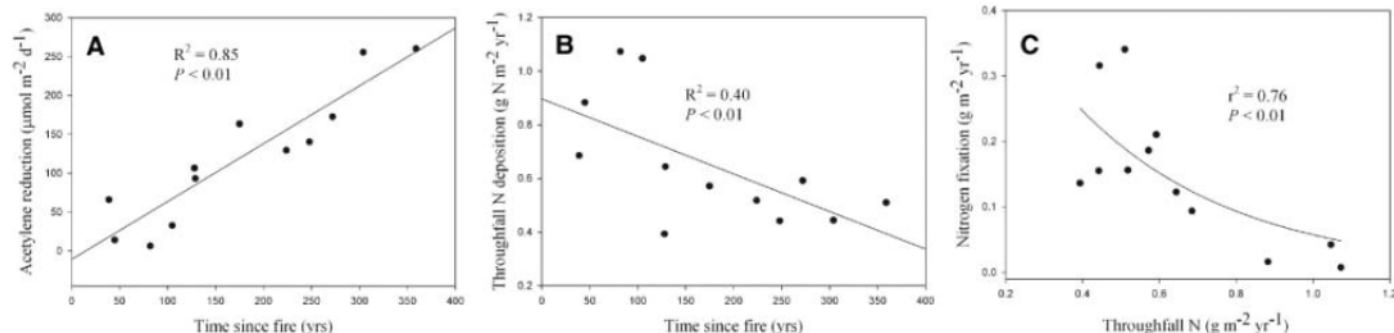 A
R² = 0.85
P < 0.01
Acetylene reduction (μmol m⁻² d⁻¹)
300
250
200
150
100
50
0
0 50 100 150 200 250 300 350 400
Time since fire (yrs)
B
R² = 0.40
P < 0.01
Throughfall N deposition (g N m⁻² yr⁻¹)
1.2
1.0
0.8
0.6
0.4
0.2
0 50 100 150 200 250 300 350 400
Time since fire (yrs)
C
r² = 0.76
P < 0.01
Nitrogen fixation (g m⁻² yr⁻¹)
0.4
0.3
0.2
0.1
0.0
0.2 0.4 0.6 0.8 1.0 1.2
Throughfall N (g m⁻² yr⁻¹)